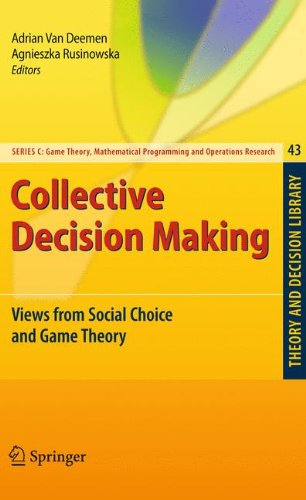 Adrian Van Deemen
Agnieszka Rusinowska
Editors
SERIES C: Game Theory, Mathematical Programming and Operations Research
43
THEORY AND DECISION LIBRARY
Collective
Decision Making
Views from Social Choice
and Game Theory
Springer